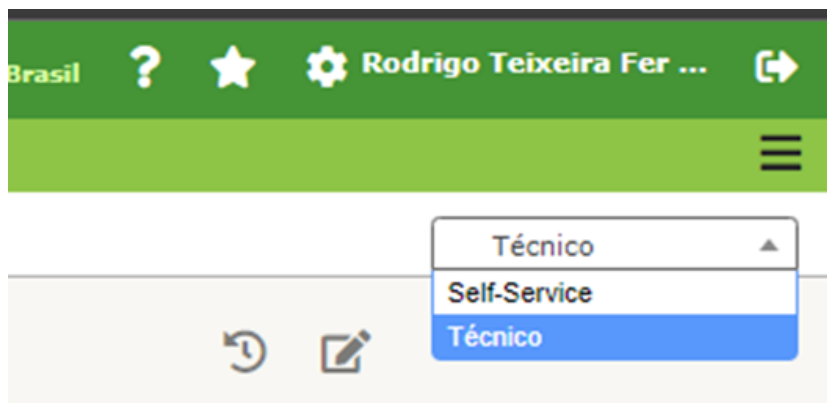 Brasil ? Rodrigo Teixeira Fer ...
Técnico
Self-Service
Técnico